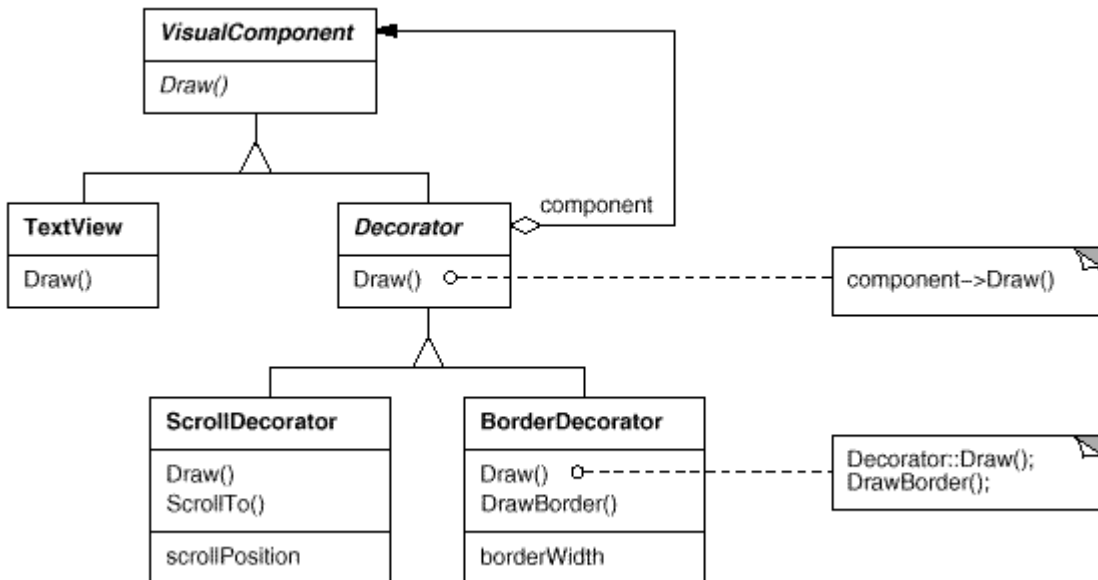 VisualComponent
Draw()
TextView
Draw()
Decorator
Draw()
component
component->Draw()
ScrollDecorator
Draw()
ScrollTo()
scrollPosition
BorderDecorator
Draw()
DrawBorder()
borderWidth
Decorator::Draw();
DrawBorder();